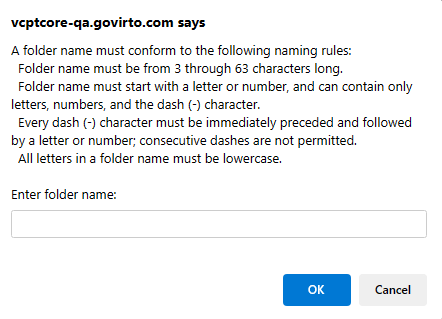 vcptcore-qa.govirto.com says
A folder name must conform to the following naming rules:
Folder name must be from 3 through 63 characters long.
Folder name must start with a letter or number, and can contain only
letters, numbers, and the dash (-) character.
Every dash (-) character must be immediately preceded and followed
by a letter or number; consecutive dashes are not permitted.
All letters in a folder name must be lowercase.
Enter folder name:
OK Cancel